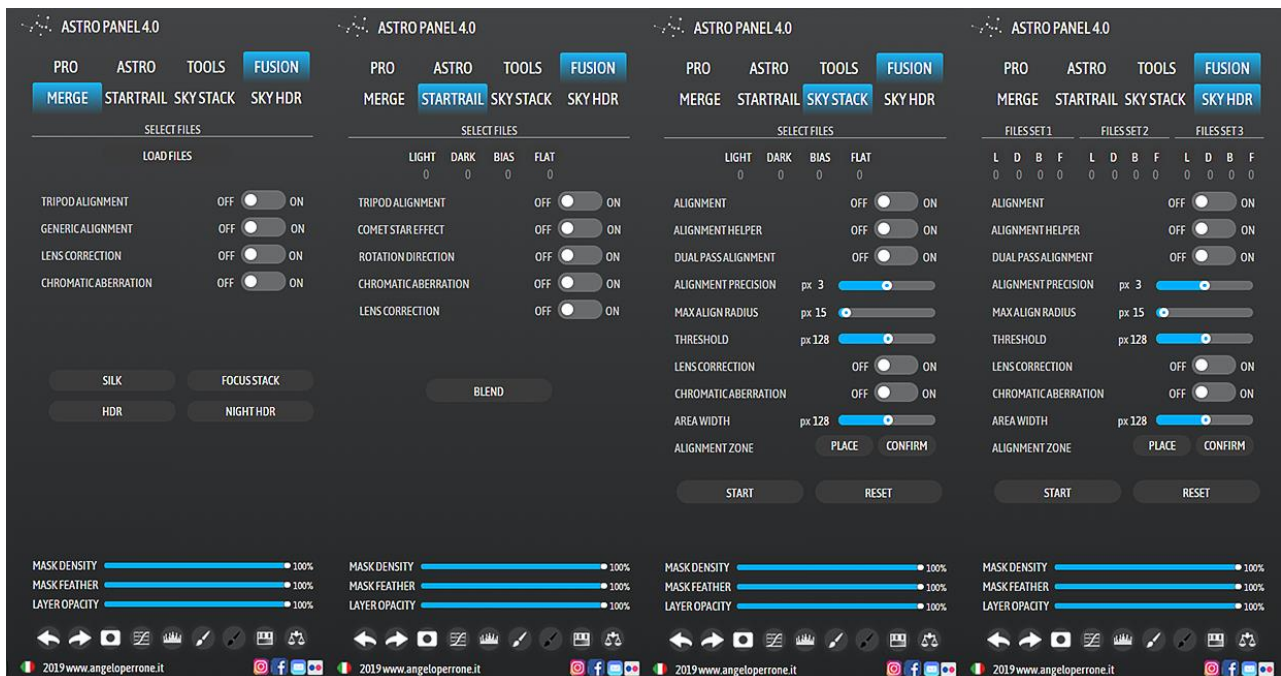 ASTRO PANEL 4.0
PRO ASTRO TOOLS FUSION
MERGE STARTRAIL SKY STACK SKY HDR
SELECT FILES
LOAD FILES
TRIPOD ALIGNMENT OFF ON
GENERIC ALIGNMENT OFF ON
LENS CORRECTION OFF ON
CHROMATIC ABERRATION OFF ON
SILK FOCUS STACK
HDR NIGHT HDR
MASK DENSITY 100%
MASK FEATHER 100%
LAYER OPACITY 100%
2019 www.angeloperrone.it
ASTRO PANEL 4.0
PRO ASTRO TOOLS FUSION
MERGE STARTRAIL SKY STACK SKY HDR
SELECT FILES
LIGHT DARK BIAS FLAT
0 0 0 0
TRIPOD ALIGNMENT OFF ON
COMET STAR EFFECT OFF ON
ROTATION DIRECTION OFF ON
CHROMATIC ABERRATION OFF ON
LENS CORRECTION OFF ON
BLEND
MASK DENSITY 100%
MASK FEATHER 100%
LAYER OPACITY 100%
2019 www.angeloperrone.it
ASTRO PANEL 4.0
PRO ASTRO TOOLS FUSION
MERGE STARTRAIL SKY STACK SKY HDR
SELECT FILES
LIGHT DARK BIAS FLAT
0 0 0 0
ALIGNMENT OFF ON
ALIGNMENT HELPER OFF ON
DUAL PASS ALIGNMENT OFF ON
ALIGNMENT PRECISION px 3
MAX ALIGN RADIUS px 15
THRESHOLD px 128
LENS CORRECTION OFF ON
CHROMATIC ABERRATION OFF ON
AREA WIDTH px 128
ALIGNMENT ZONE PLACE CONFIRM
START RESET
MASK DENSITY 100%
MASK FEATHER 100%
LAYER OPACITY 100%
2019 www.angeloperrone.it
ASTRO PANEL 4.0
PRO ASTRO TOOLS FUSION
MERGE STARTRAIL SKY STACK SKY HDR
FILES SET 1 FILES SET 2 FILES SET 3
L D B F L D B F L D B F
0 0 0 0 0 0 0 0 0 0 0 0
ALIGNMENT OFF ON
ALIGNMENT HELPER OFF ON
DUAL PASS ALIGNMENT OFF ON
ALIGNMENT PRECISION px 3
MAX ALIGN RADIUS px 15
THRESHOLD px 128
LENS CORRECTION OFF ON
CHROMATIC ABERRATION OFF ON
AREA WIDTH px 128
ALIGNMENT ZONE PLACE CONFIRM
START RESET
MASK DENSITY 100%
MASK FEATHER 100%
LAYER OPACITY 100%
2019 www.angeloperrone.it